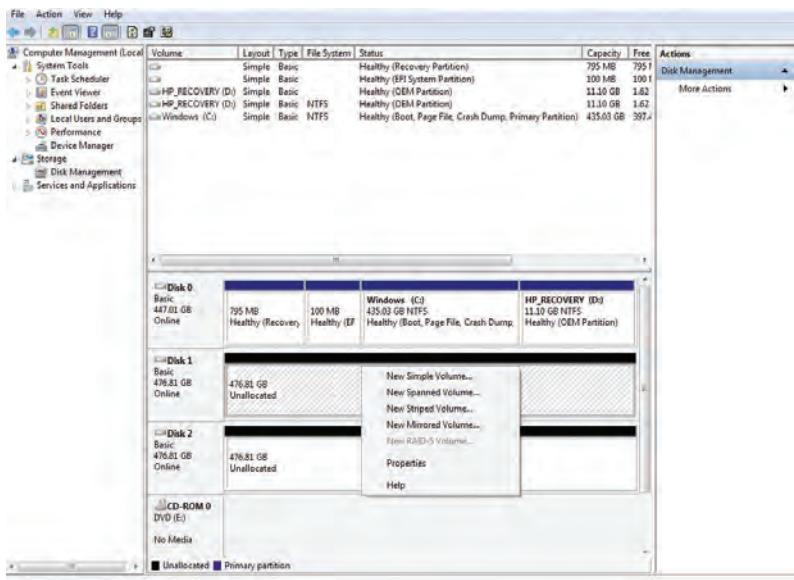 File Action View Help
Computer Management (Local
System Tools
Task Scheduler
Event Viewer
Shared Folders
Local Users and Groups
Performance
Device Manager
Storage
Disk Management
Services and Applications
Volume Layout Type File System Status Capacity Free
Simple Basic Healthy (Recovery Partition) 795 MB 795
Simple Basic Healthy (EFI System Partition) 100 MB 100
HP_RECOVERY (D:) Simple Basic Healthy (OEM Partition) 11.10 GB 1.62
HP_RECOVERY (D:) Simple Basic NTFS Healthy (OEM Partition) 11.10 GB 1.62
Windows (C:) Simple Basic NTFS Healthy (Boot, Page File, Crash Dump, Primary Partition) 435.03 GB 397.
Actions
Disk Management
More Actions
Disk 0
Basic
447.01 GB
Online
795 MB
Healthy (Recovery
100 MB
Healthy (EF
Windows (C:)
435.03 GB NTFS
Healthy (Boot, Page File, Crash Dump,
HP_RECOVERY (D:)
11.10 GB NTFS
Healthy (OEM Partition)
Disk 1
Basic
476.81 GB
Online
476.81 GB
Unallocated
New Simple Volume...
New Spanned Volume...
New Striped Volume...
New Mirrored Volume...
New RAID-5 Volume...
Properties
Help
Disk 2
Basic
476.81 GB
Online
476.81 GB
Unallocated
CD-ROM 0
DVD (E:)
No Media
Unallocated Primary partition